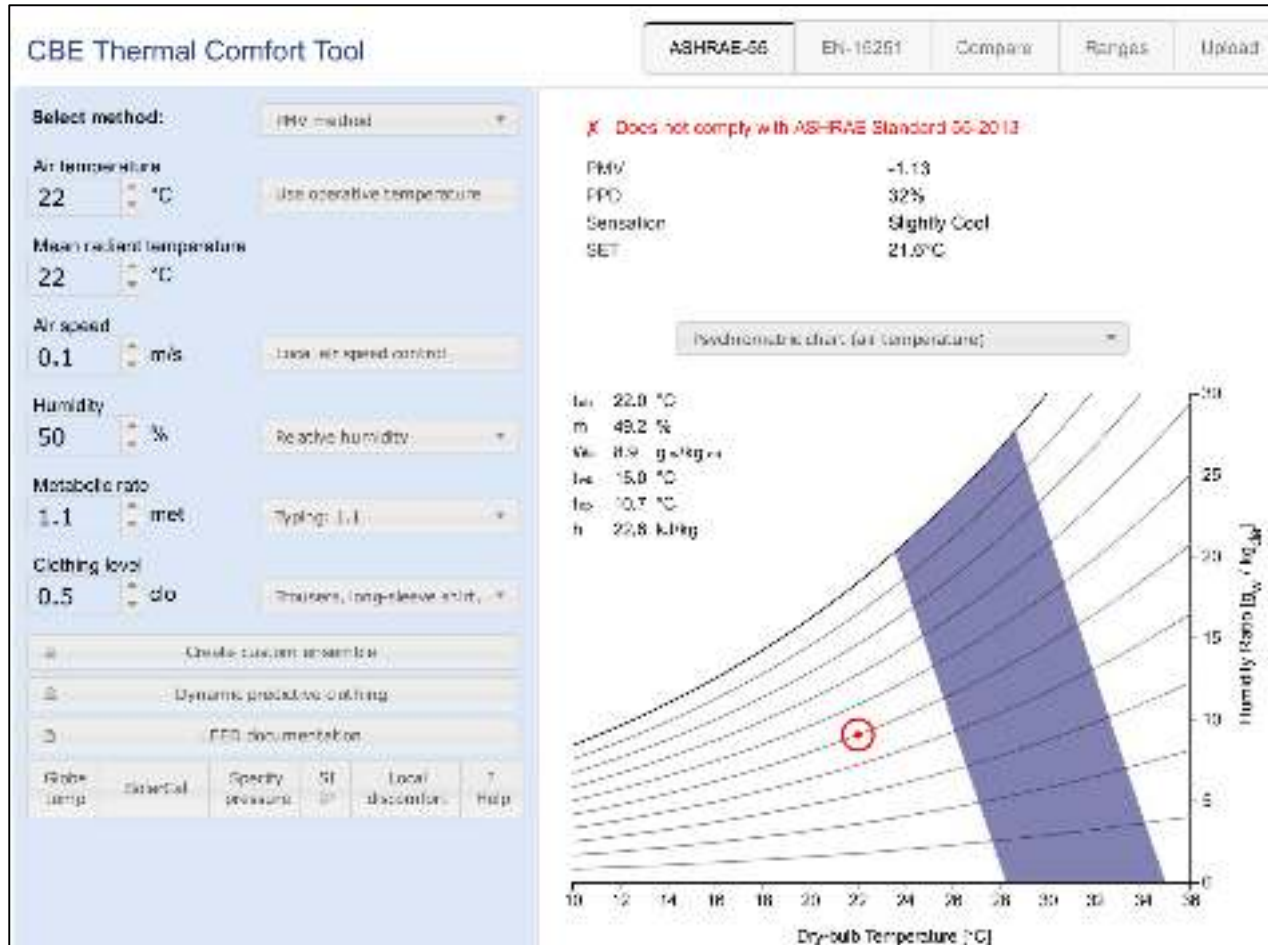 CBE Thermal Comfort Tool
ASHRAE-55
EN-15251
Compare
Ranges
Upload
Select method:
PMV method
✗ Does not comply with ASHRAE Standard 55-2013
PMV -1.13
PPD 32%
Sensation Slightly Cool
SET 21.6°C
Air temperature
22 °C
Use operative temperature
Mean radiant temperature
22 °C
Air speed
0.1 m/s
Local air speed control
Humidity
50 %
Relative humidity
Metabolic rate
1.1 met
Typing: 1.1
Clothing level
0.5 clo
Trousers, long-sleeve shirt,
Create custom ensemble
Dynamic predictive clothing
documentation
Globe temp
SolarCal
Specify pressure
SI
Local discomfort
?
Help
Psychrometric chart (air temperature)
22.0 °C
49.2 %
8.9
15.0 °C
10.7 °C
h kJ/kg
30
25
20
15
10
5
0
Humidity Ratio [gw / kgda]
10 12 14 16 18 20 22 24 26 28 30 32 34 36
Dry-bulb Temperature [°C]